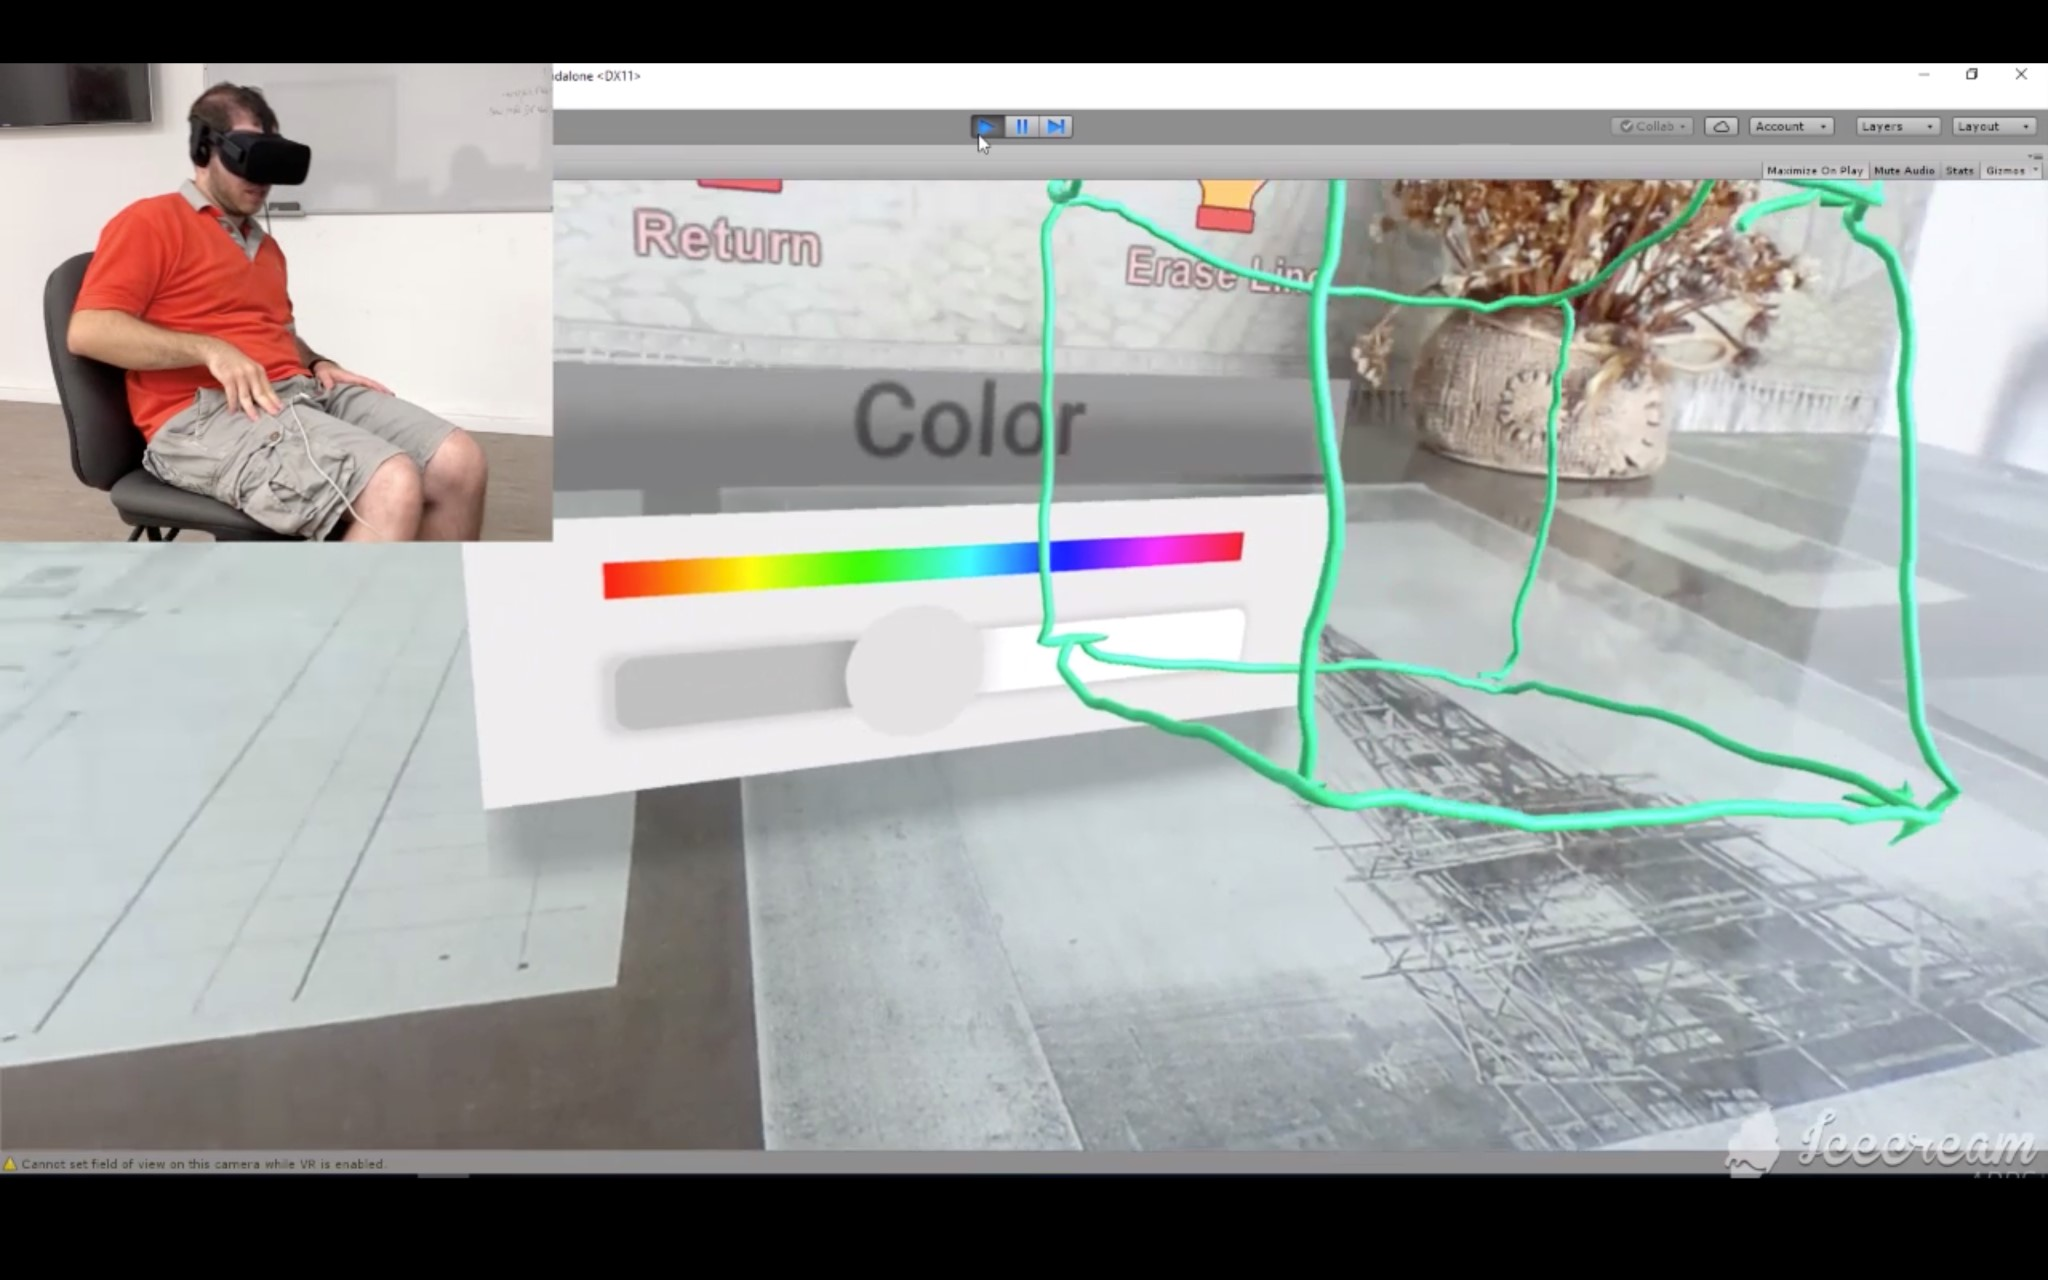 dalone <DX11>
Collab
Account
Layers
Layout
Maximize On Play
Mute Audio
Stats
Gizmos
Return
Erase Line
Color
Cannot set field of view on this camera while VR is enabled.
Icecream